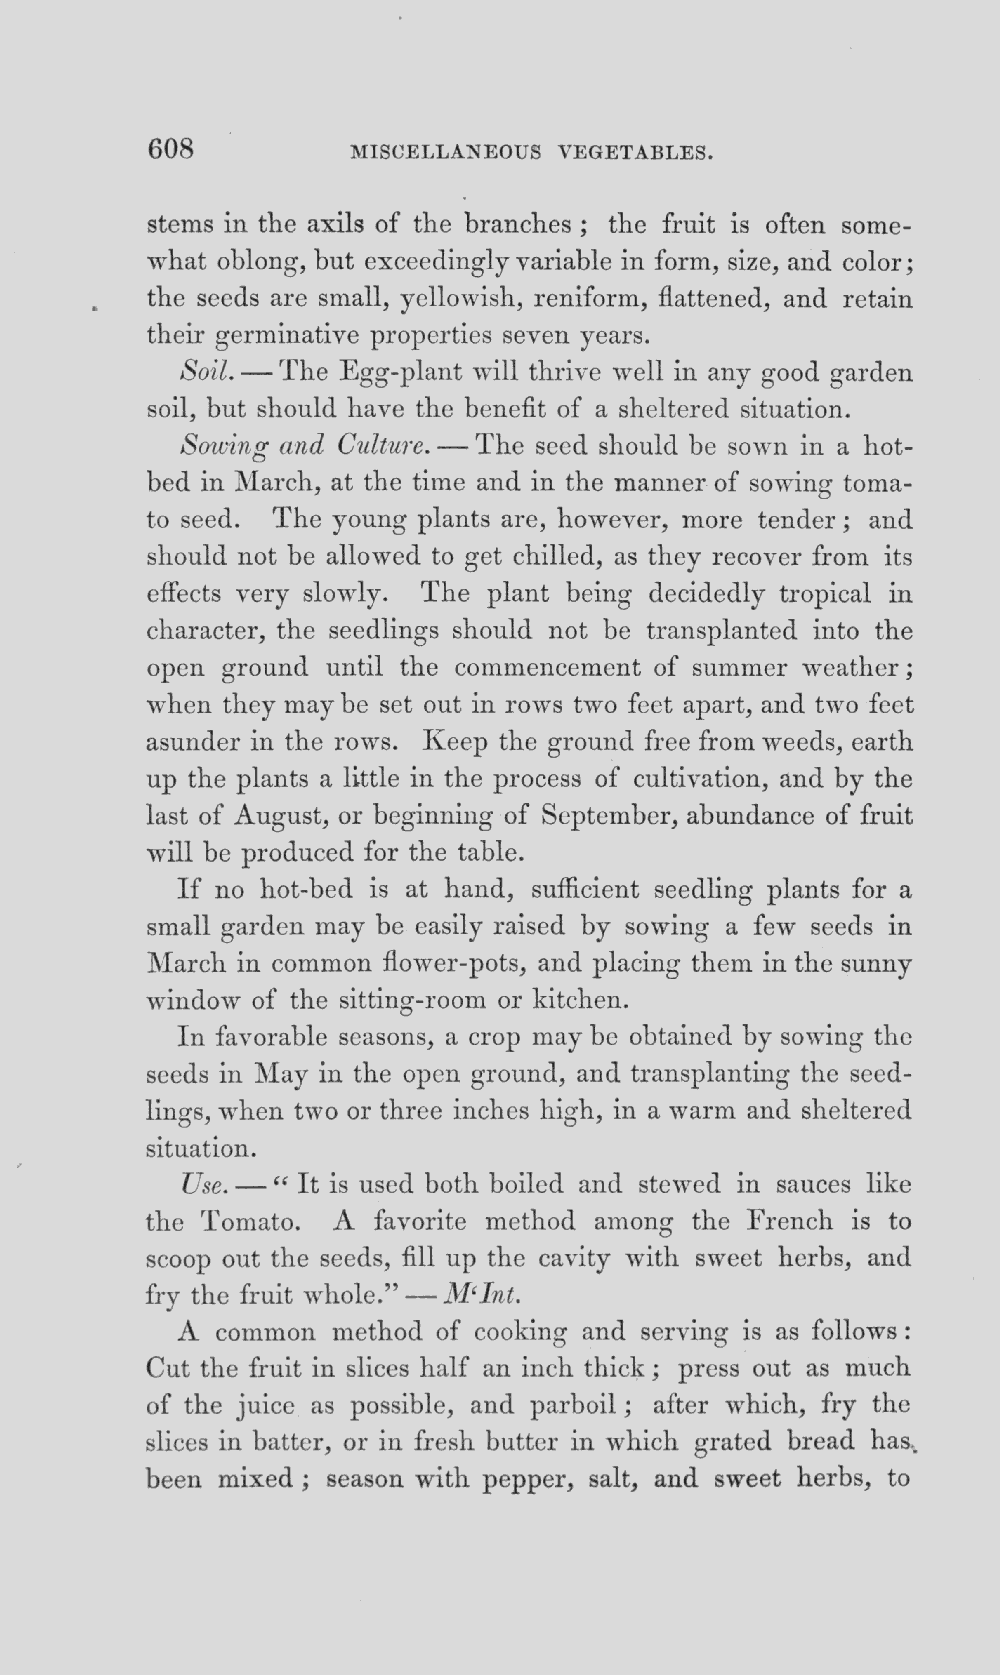 608 MISCELLANEOUS VEGETABLES.
stems in the axils of the branches ; the fruit is often some-
what oblong, but exceedingly variable in form, size, and color;
the seeds are small, yellowish, reniform, flattened, and retain
their germinative properties seven years.
Soil. — The Egg-plant will thrive well in any good garden
soil, but should have the benefit of a sheltered situation.
Sowing and Culture. — The seed should be sown in a hot-
bed in March, at the time and in the manner of sowing toma-
to seed. The young plants are, however, more tender ; and
should not be allowed to get chilled, as they recover from its
effects very slowly. The plant being decidedly tropical in
character, the seedlings should not be transplanted into the
open ground until the commencement of summer weather ;
when they may be set out in rows two feet apart, and two feet
asunder in the rows. Keep the ground free from weeds, earth
up the plants a little in the process of cultivation, and by the
last of August, or beginning of September, abundance of fruit
will be produced for the table.
If no hot-bed is at hand, sufficient seedling plants for a
small garden may be easily raised by sowing a few seeds in
March in common flower-pots, and placing them in the sunny
window of the sitting-room or kitchen.
In favorable seasons, a crop may be obtained by sowing the
seeds in May in the open ground, and transplanting the seed-
lings, when two or three inches high, in a warm and sheltered
situation.
Use. — “ It is used both boiled and stewed in sauces like
the Tomato. A favorite method among the French is to
scoop out the seeds, fill up the cavity with sweet herbs, and
fry the fruit whole.” — M‘Int.
A common method of cooking and serving is as follows :
Cut the fruit in slices half an inch thick ; press out as much
of the juice as possible, and parboil ; after which, fry the
slices in batter, or in fresh butter in which grated bread has
been mixed ; season with pepper, salt, and sweet herbs, to